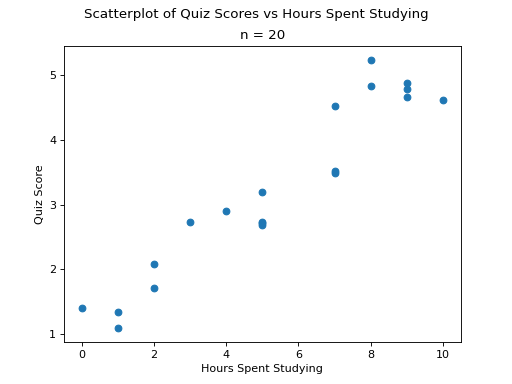 Scatterplot of Quiz Scores vs Hours Spent Studying
n = 20
5
4
3
2
1
Quiz Score
0 2 4 6 8 10
Hours Spent Studying